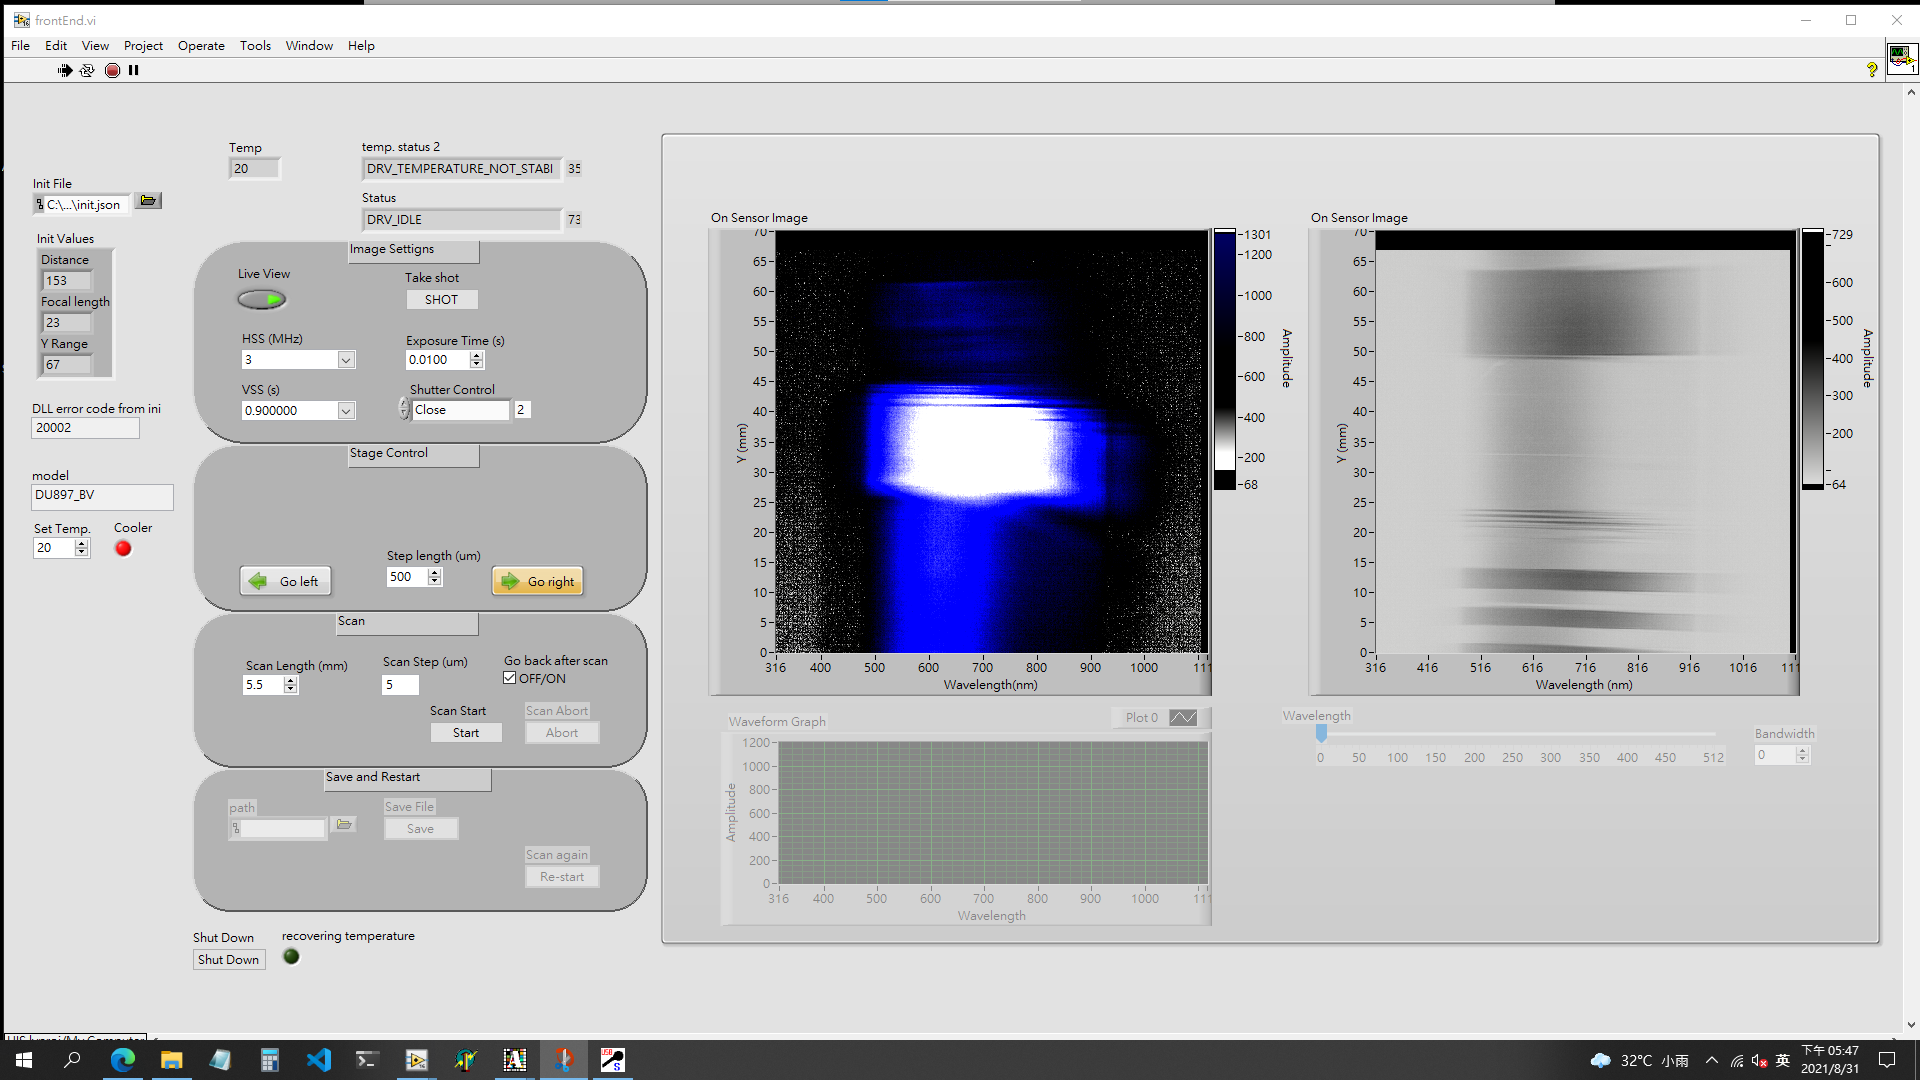 frontEnd.vi
File Edit View Project Operate Tools Window Help
1
Temp
20
temp. status 2
DRV_TEMPERATURE_NOT_STABI 35
Status
DRV_IDLE 73
Init File
C:\...\init.json
Init Values
Distance
153
Focal length
23
Y Range
67
DLL error code from ini
20002
model
DU897_BV
Set Temp.
20
Cooler
Image Settigns
Live View
Take shot
SHOT
HSS (MHz)
3
Exposure Time (s)
0.0100
VSS (s)
0.900000
Shutter Control
Close 2
Stage Control
Go left
Step length (um)
500
Go right
Scan
Scan Length (mm)
5.5
Scan Step (um)
5
Go back after scan
OFF/ON
Scan Start
Start
Scan Abort
Abort
Save and Restart
path
Save File
Save
Scan again
Re-start
Shut Down
Shut Down
recovering temperature
On Sensor Image
70
65
60
55
50
45
40
35
30
25
20
15
10
5
0
Y (mm)
316 400 500 600 700 800 900 1000 111
Wavelength(nm)
1301
1200
1000
800
600
400
200
68
Amplitude
On Sensor Image
70
65
60
55
50
45
40
35
30
25
20
15
10
5
0
Y (mm)
316 416 516 616 716 816 916 1016 111
Wavelength (nm)
729
600
500
400
300
200
64
Amplitude
Waveform Graph
Plot 0
1200
1000
800
600
400
200
0
Amplitude
316 400 500 600 700 800 900 1000 111
Wavelength
Wavelength
0 50 100 150 200 250 300 350 400 450 512
Bandwidth
0
32°C 小雨
英
下午 05:47
2021/8/31